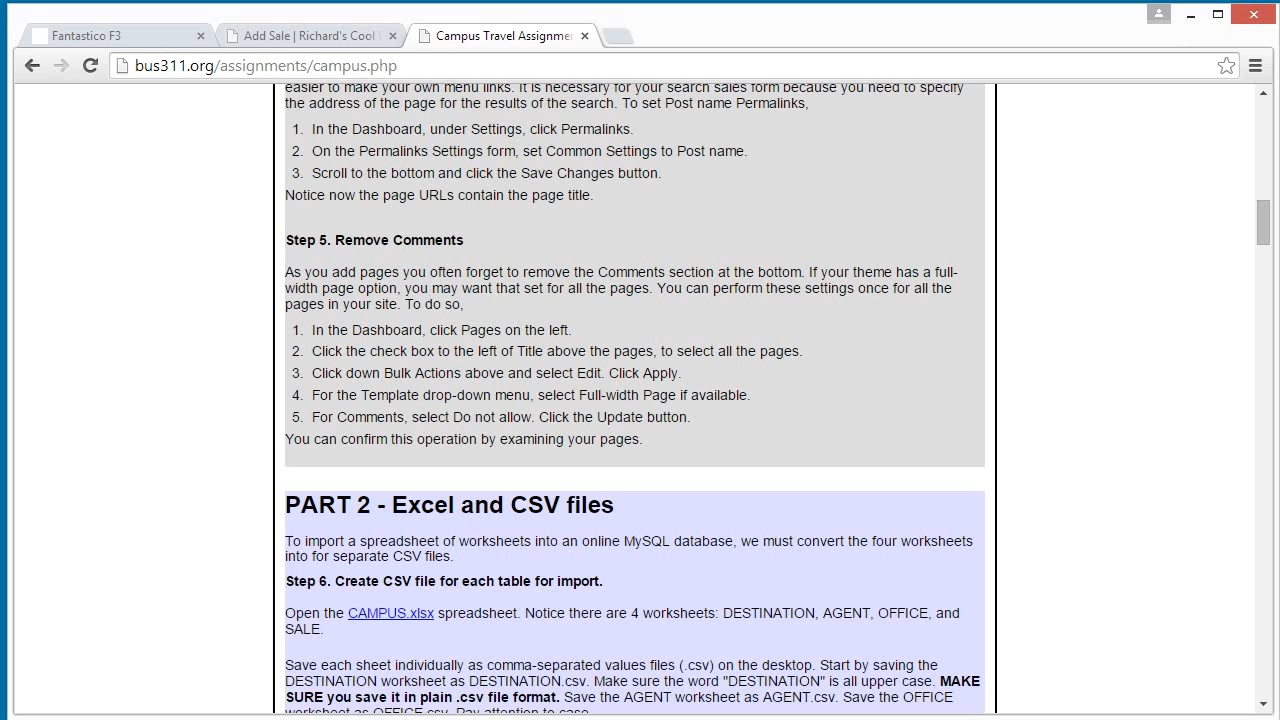 Fantastico F3
Add Sale | Richard's Cool
Campus Travel Assignme
bus311.org/assignments/campus.php
easier to make your own menu links. It is necessary for your search sales form because you need to specify
the address of the page for the results of the search. To set Post name Permalinks,
1. In the Dashboard, under Settings, click Permalinks.
2. On the Permalinks Settings form, set Common Settings to Post name.
3. Scroll to the bottom and click the Save Changes button.
Notice now the page URLs contain the page title.
Step 5. Remove Comments
As you add pages you often forget to remove the Comments section at the bottom. If your theme has a full-
width page option, you may want that set for all the pages. You can perform these settings once for all the
pages in your site. To do so,
1. In the Dashboard, click Pages on the left.
2. Click the check box to the left of Title above the pages, to select all the pages.
3. Click down Bulk Actions above and select Edit. Click Apply.
4. For the Template drop-down menu, select Full-width Page if available.
5. For Comments, select Do not allow. Click the Update button.
You can confirm this operation by examining your pages.
PART 2 - Excel and CSV files
To import a spreadsheet of worksheets into an online MySQL database, we must convert the four worksheets
into for separate CSV files.
Step 6. Create CSV file for each table for import.
Open the CAMPUS.xlsx spreadsheet. Notice there are 4 worksheets: DESTINATION, AGENT, OFFICE, and
SALE.
Save each sheet individually as comma-separated values files (.csv) on the desktop. Start by saving the
DESTINATION worksheet as DESTINATION.csv. Make sure the word "DESTINATION" is all upper case. MAKE
SURE you save it in plain .csv file format. Save the AGENT worksheet as AGENT.csv. Save the OFFICE
worksheet as OFFICE.csv. Pay attention to case.